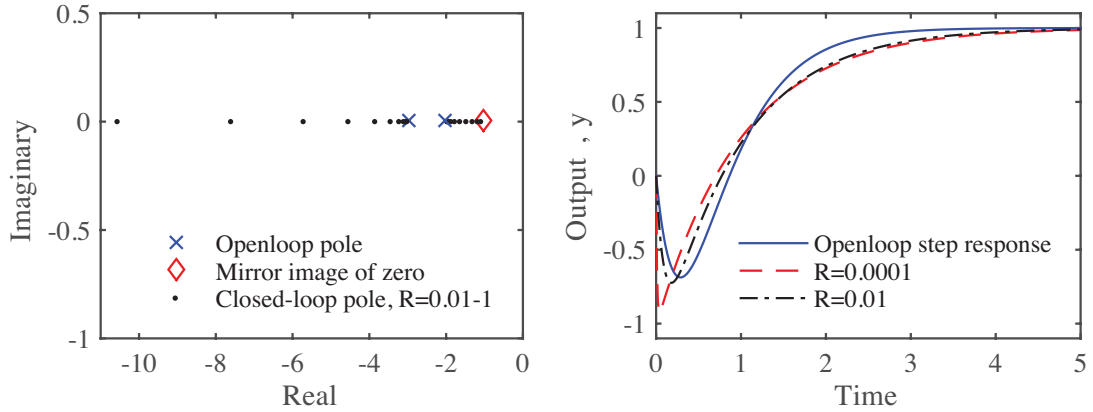 0.5
0
-0.5
-1
Imaginary
Openloop pole
Mirror image of zero
Closed-loop pole, R=0.01-1
-10
-8
-6
-4
-2
0
Real
1
0.5
0
-0.5
-1
Output , y
Openloop step response
R=0.0001
R=0.01
0
1
2
3
4
5
Time